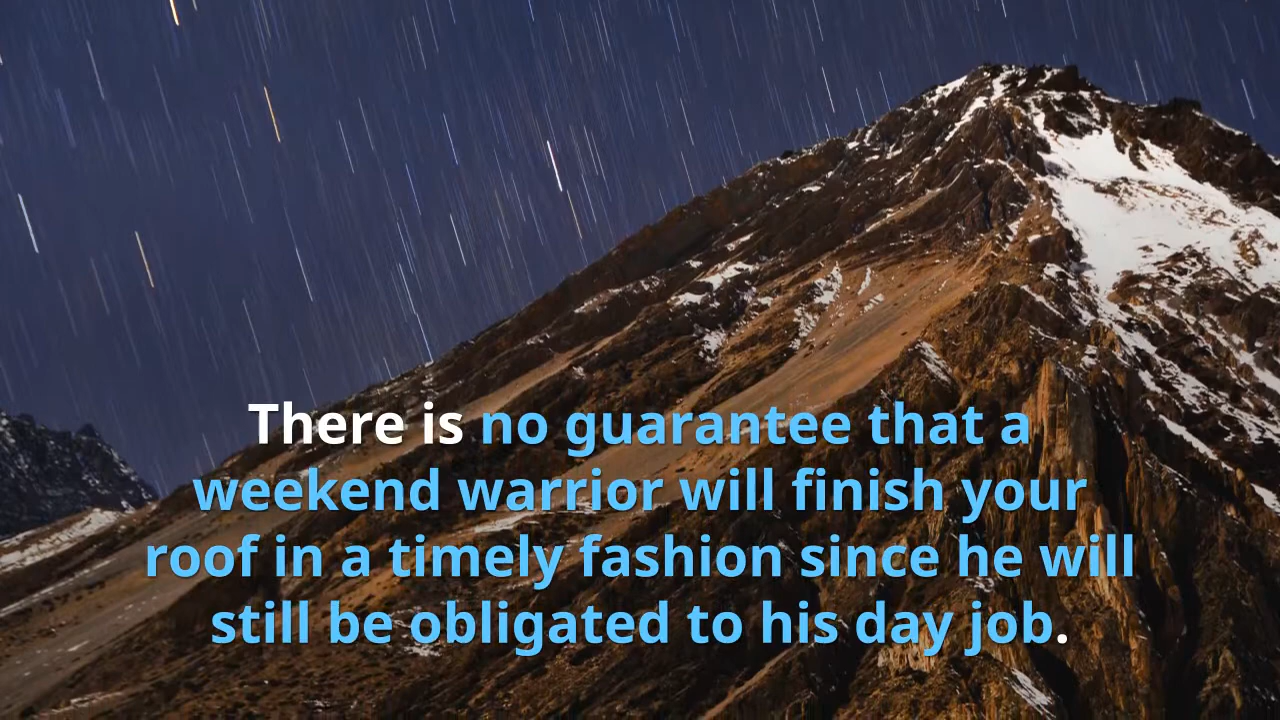 There is no guarantee that a
weekend warrior will finish your
roof in a timely fashion since he will
still be obligated to his day job.